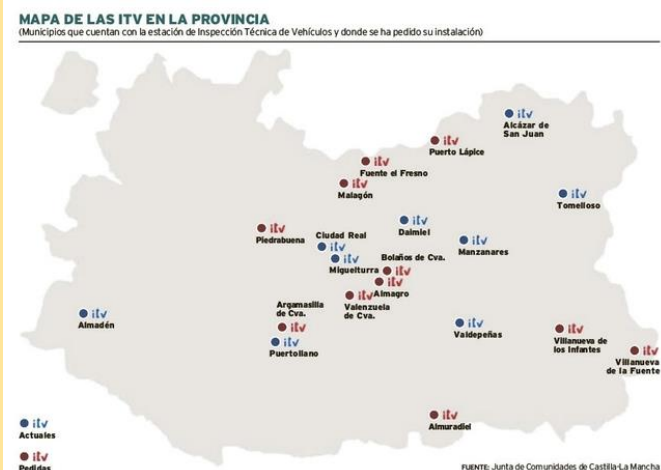 MAPA DE LAS ITV EN LA PROVINCIA
(Municipios que cuentan con la estación de Inspección Técnica de Vehículos y donde se ha pedido su instalación)
itv
Alcázar de
San Juan
itv
Puerto Lápice
itv
Fuente el Fresno
itv
Malagón
itv
Tomelloso
itv
Piedrabuena
itv
Daimiel
Ciudad Real
itv
itv
Manzanares
itv
Miguelturra
Bolaños de Cva.
itv
itv
Almagro
itv
Valenzuela
de Cva.
Argamasilla
de Cva.
itv
itv
Puertollano
itv
Almadén
itv
Valdepeñas
itv
Villanueva de
los Infantes
itv
Villanueva
de la Fuente
itv
Almuradiel
itv
Actuales
itv
Pedidas
FUENTE: Junta de Comunidades de Castilla-La Mancha